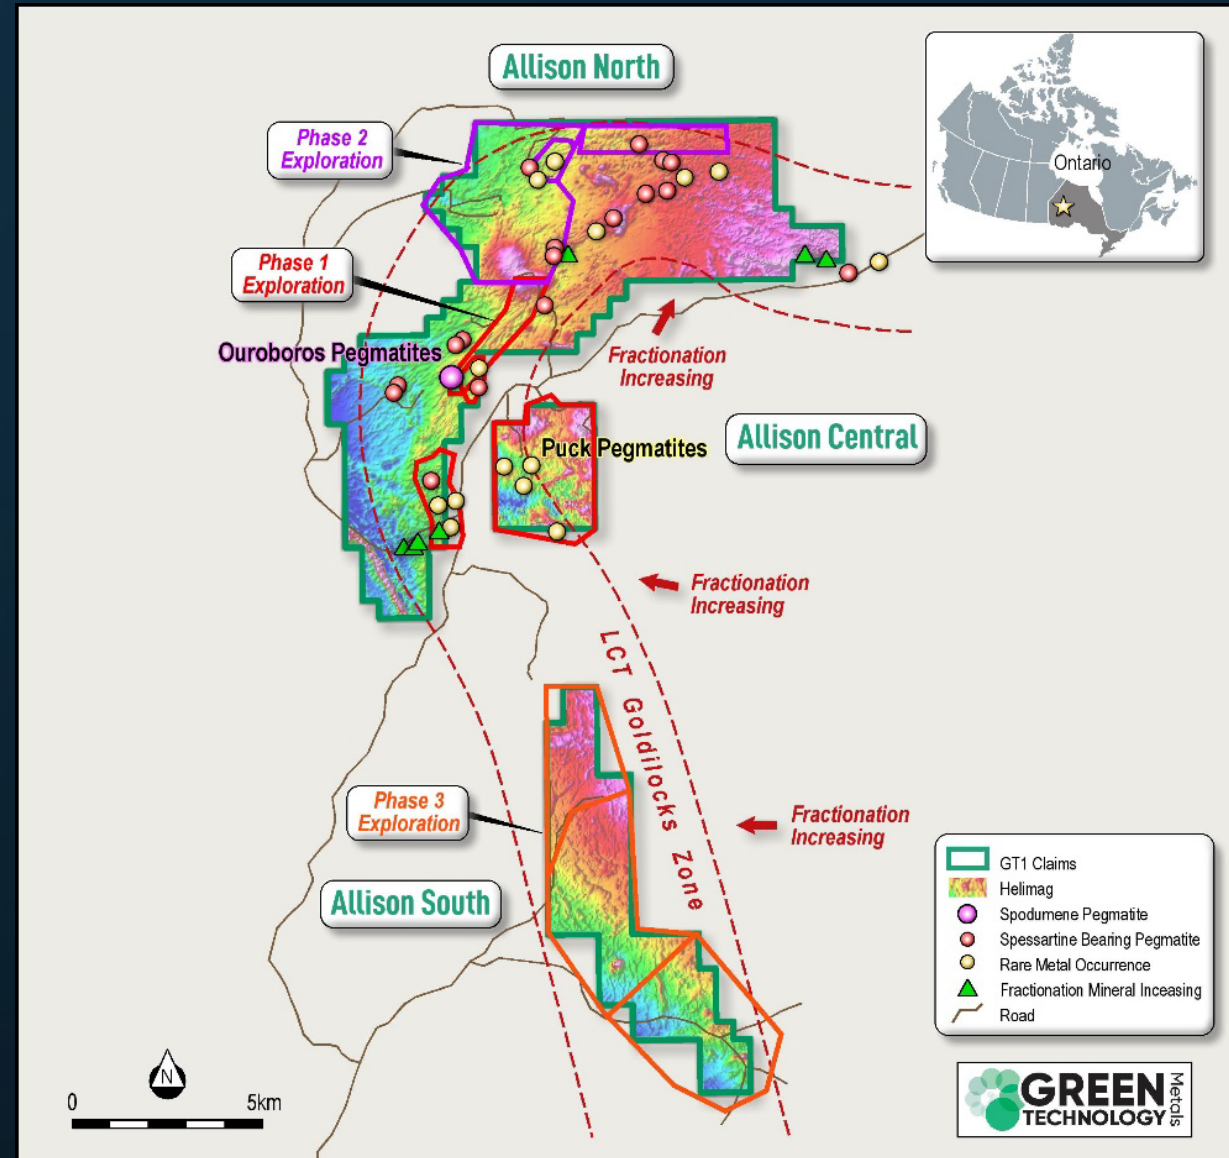 Allison North
Phase 2
Exploration
Ontario
Phase 1
Exploration
Ouroboros Pegmatites
Fractionation
Increasing
Puck Pegmatites
Allison Central
Fractionation
Increasing
LCT Goldilocks Zone
Phase 3
Exploration
Fractionation
Increasing
Allison South
GT1 Claims
Helimag
Spodumene Pegmatite
Spessartine Bearing Pegmatite
Rare Metal Occurrence
Fractionation Mineral Inceasing
Road
N
0 5km
GREEN
TECHNOLOGY
Metals